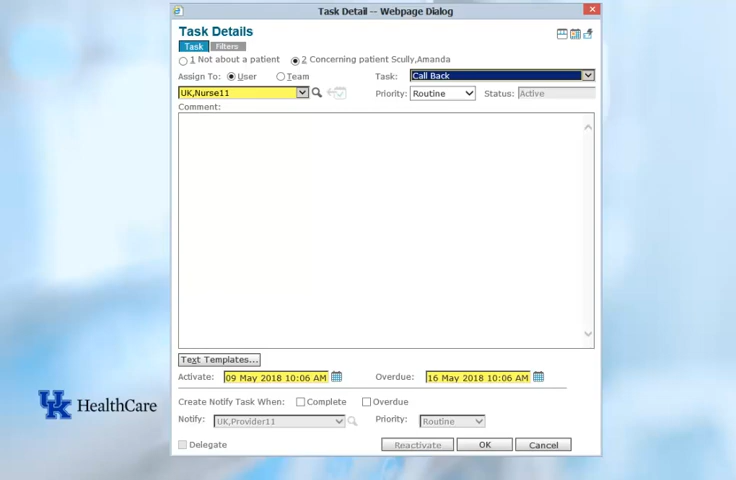 Task Detail -- Webpage Dialog
Task Details
Task Filters
1 Not about a patient 2 Concerning patient Scully,Amanda
Assign To: User Team Task: Call Back
UK,Nurse11 Priority: Routine Status: Active
Comment:
Text Templates...
Activate: 09 May 2018 10:06 AM Overdue: 16 May 2018 10:06 AM
Create Notify Task When: Complete Overdue
UK HealthCare
Notify: UK,Provider11 Priority: Routine
Delegate Reactivate OK Cancel